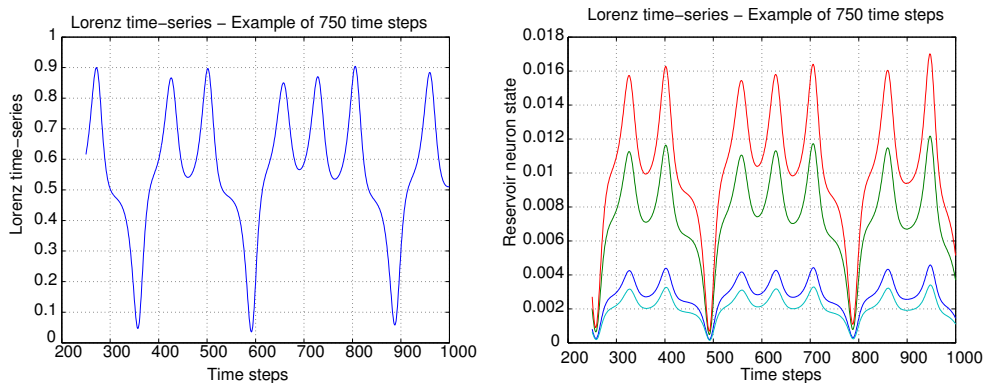 Lorenz time−series − Example of 750 time steps
1
0.9
0.8
0.7
0.6
0.5
0.4
0.3
0.2
0.1
0
200 300 400 500 600 700 800 900 1000
Time steps
Lorenz time−series
Lorenz time−series − Example of 750 time steps
0.018
0.016
0.014
0.012
0.010
0.008
0.006
0.004
0.002
0
200 300 400 500 600 700 800 900 1000
Time steps
Reservoir neuron state